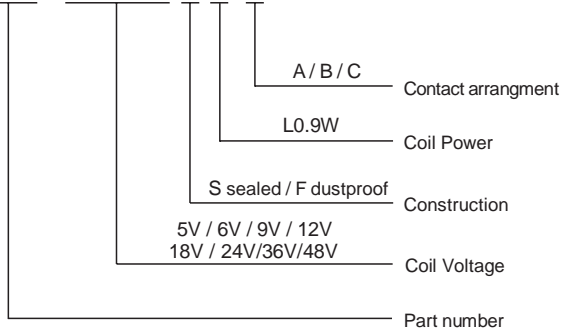 A / B / C
Contact arrangment
L0.9W
Coil Power
S sealed / F dustproof
Construction
5V / 6V / 9V / 12V
18V / 24V/36V/48V
Coil Voltage
Part number